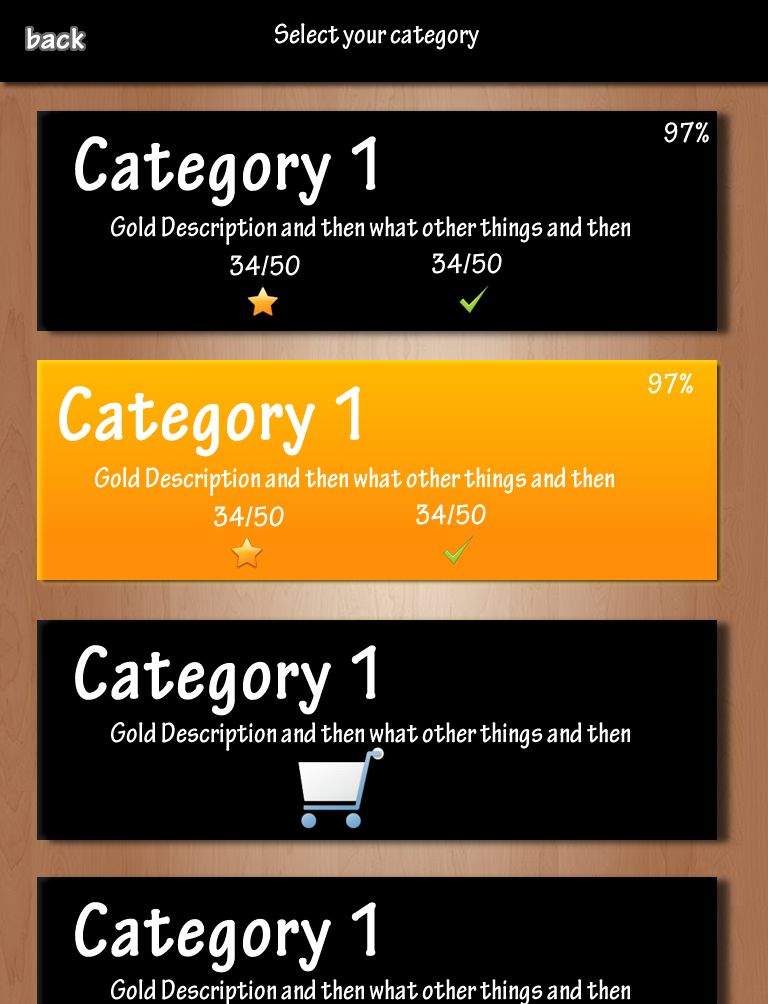 back
Select your category
97%
Category 1
Gold Description and then what other things and then
34/50 34/50
97%
Category 1
Gold Description and then what other things and then
34/50 34/50
Category 1
Gold Description and then what other things and then
Category 1
Gold Description and then what other things and then